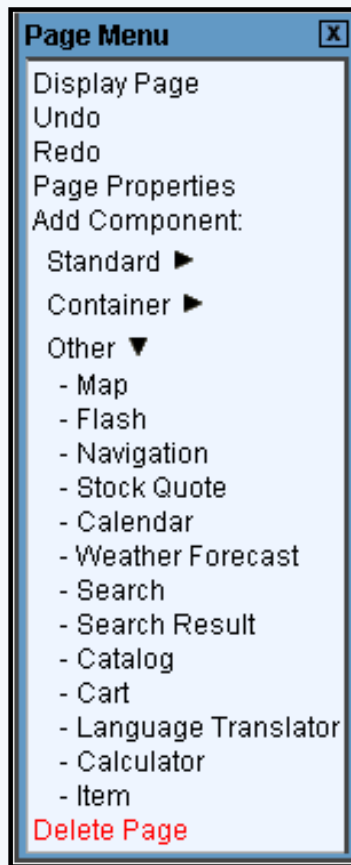 Page Menu X
Display Page
Undo
Redo
Page Properties
Add Component:
Standard ►
Container ►
Other ▼
- Map
- Flash
- Navigation
- Stock Quote
- Calendar
- Weather Forecast
- Search
- Search Result
- Catalog
- Cart
- Language Translator
- Calculator
- Item
Delete Page